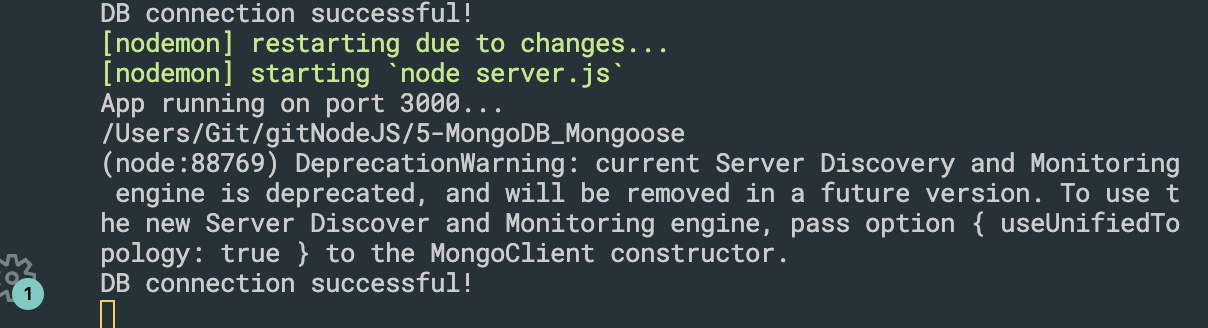 DB connection successful!
[nodemon] restarting due to changes...
[nodemon] starting `node server.js`
App running on port 3000...
/Users/Git/gitNodeJS/5-MongoDB_Mongoose
(node:88769) DeprecationWarning: current Server Discovery and Monitoring
 engine is deprecated, and will be removed in a future version. To use t
he new Server Discover and Monitoring engine, pass option { useUnifiedTo
pology: true } to the MongoClient constructor.
DB connection successful!
1